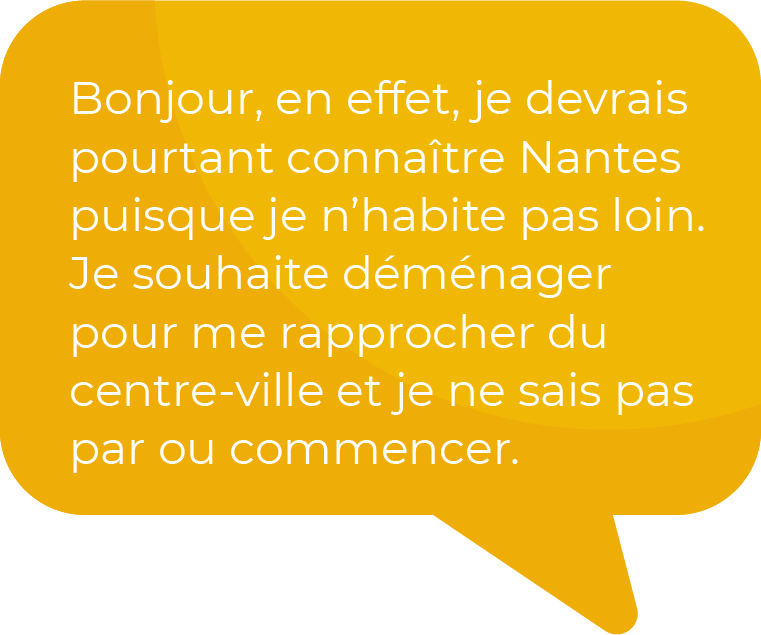 Bonjour, en effet, je devrais
pourtant connaître Nantes
puisque je n’habite pas loin.
Je souhaite déménager
pour me rapprocher du
centre-ville et je ne sais pas
par ou commencer.